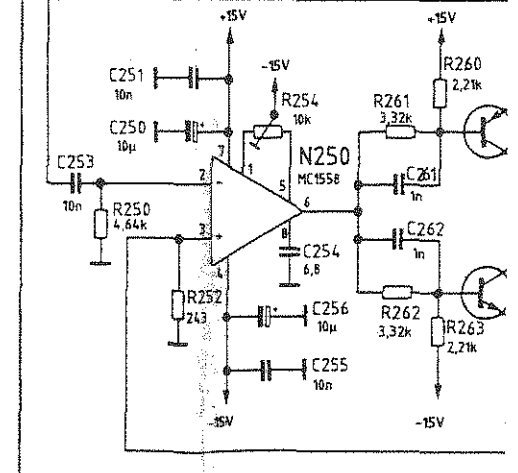 +15V
+15V
C251
10n
-15V
R260
2,21k
R254
10k
R261
3,32k
C250
10µ
+
7
1
N250
MC1558
C253
10n
2
-
5
C261
1n
6
R250
4,64k
3
+
8
C262
1n
C254
6,8
4
R252
243
+
C256
10µ
R262
3,32k
R263
2,21k
C255
10n
-15V
-15V